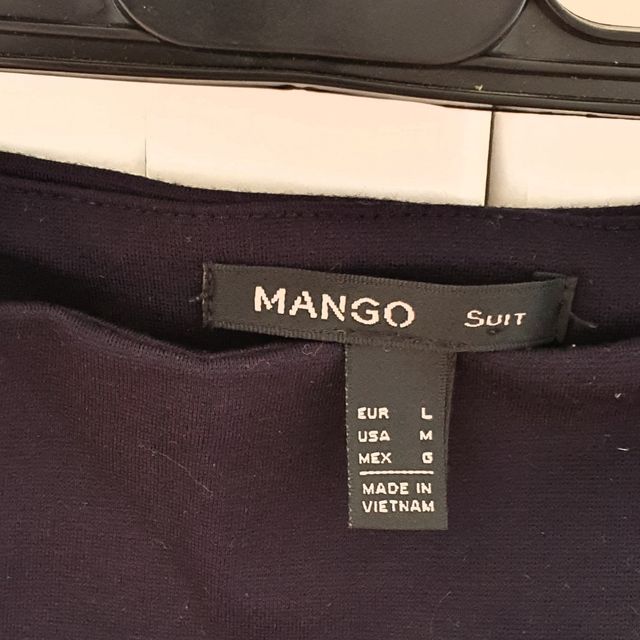 MANGO SUIT
EUR L
USA M
MEX G
MADE IN
VIETNAM